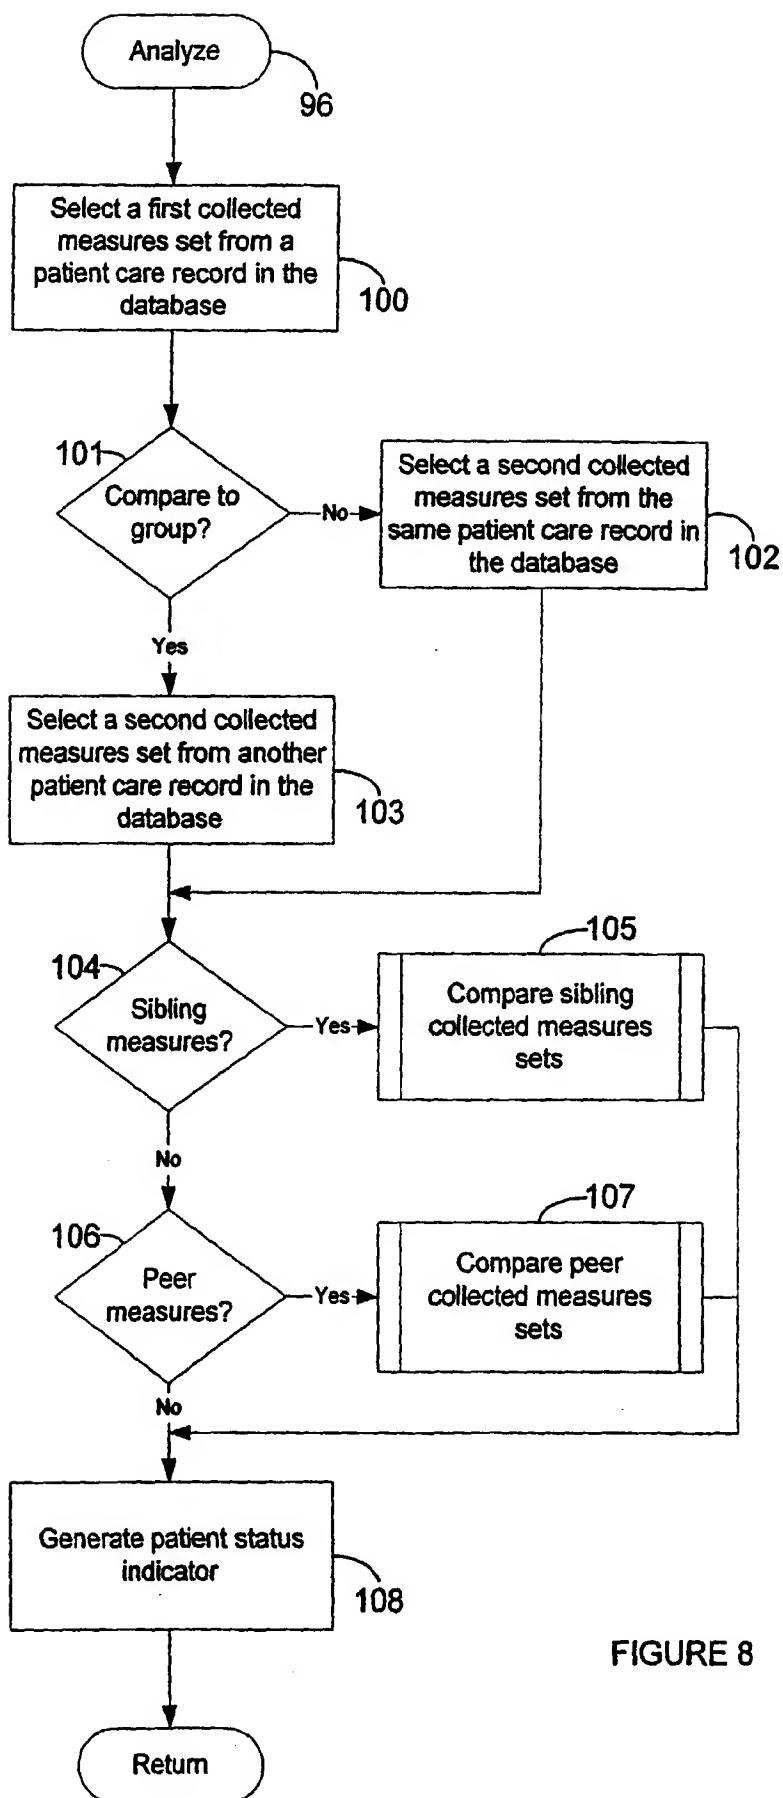 Analyze
96
Select a first collected
measures set from a
patient care record in the
database
100
101
Compare to
group?
No
Select a second collected
measures set from the
same patient care record in
the database
102
Yes
Select a second collected
measures set from another
patient care record in the
database
103
104
Sibling
measures?
Yes
105
Compare sibling
collected measures
sets
No
106
Peer
measures?
Yes
107
Compare peer
collected measures
sets
No
Generate patient status
indicator
108
FIGURE 8
Return